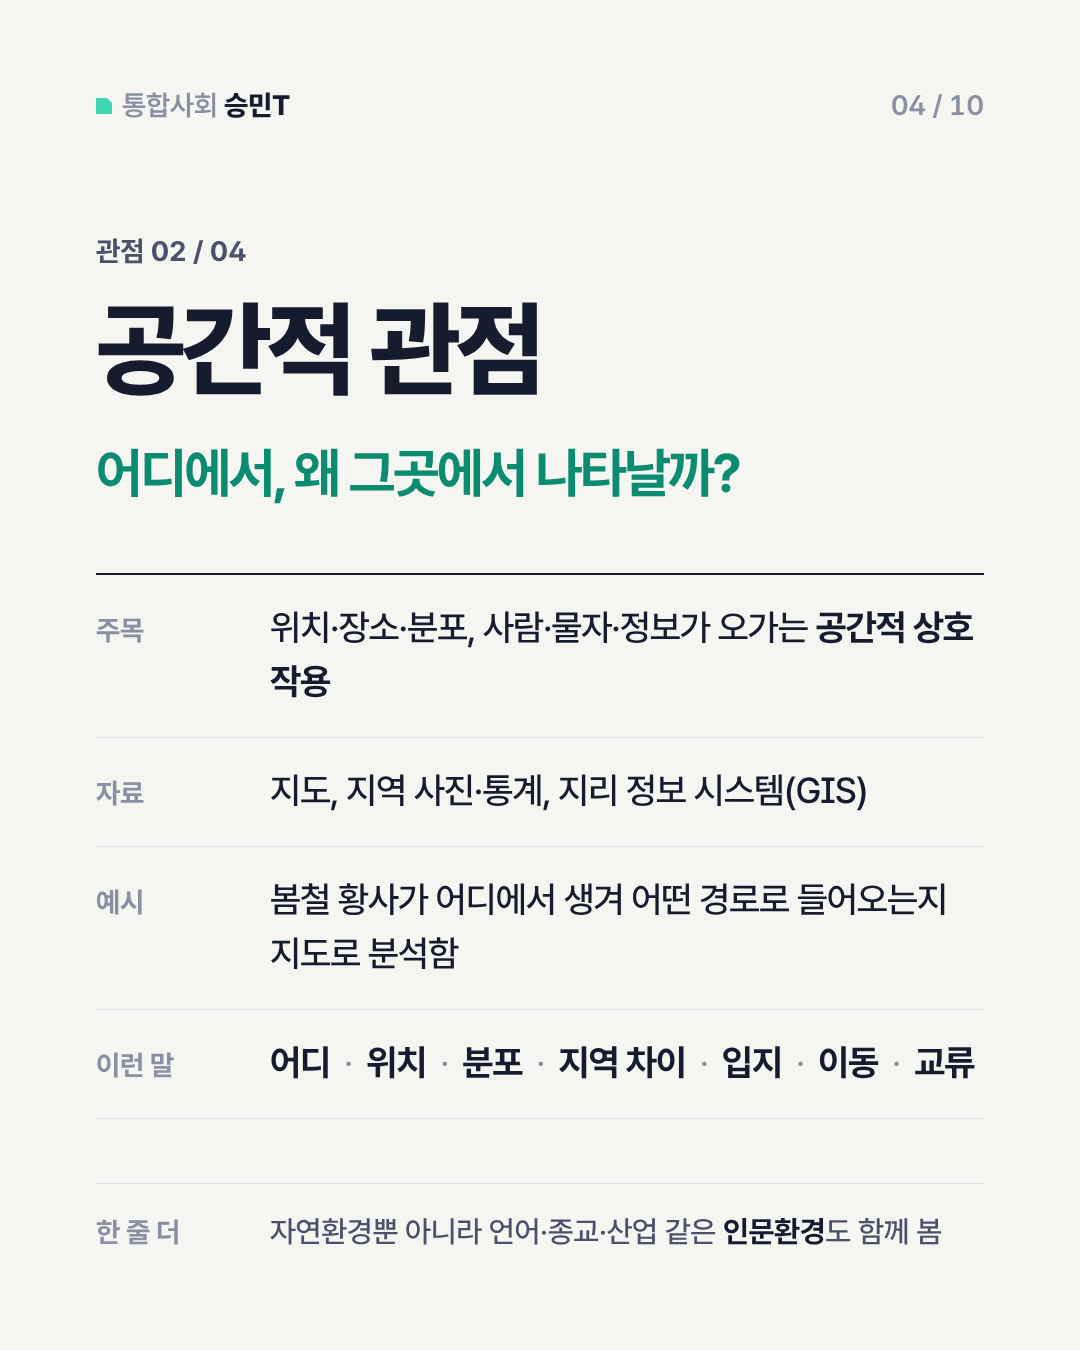 통합사회 승민T
04 / 10
관점 02 / 04
공간적 관점
어디에서, 왜 그곳에서 나타날까?
주목
위치·장소·분포, 사람·물자·정보가 오가는 공간적 상호
작용
자료
지도, 지역 사진·통계, 지리 정보 시스템(GIS)
예시
봄철 황사가 어디에서 생겨 어떤 경로로 들어오는지
지도로 분석함
이런 말
어디 · 위치 · 분포 · 지역 차이 · 입지 · 이동 · 교류
한 줄 더
자연환경뿐 아니라 언어·종교·산업 같은 인문환경도 함께 봄